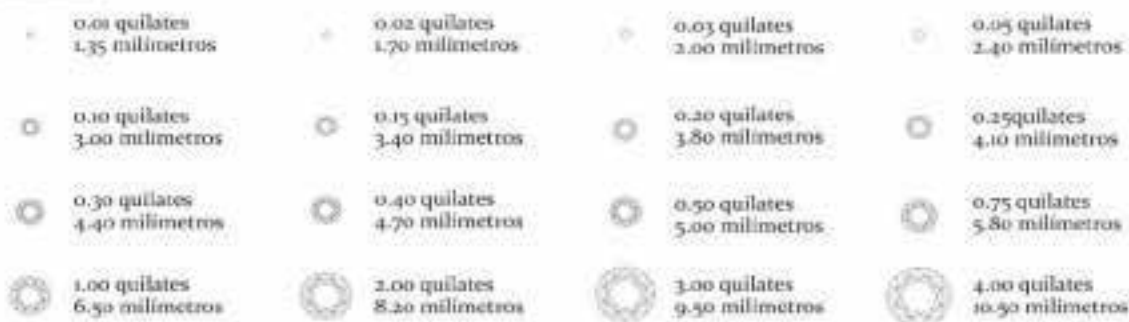 0.01 quilates
1.35 milímetros
0.02 quilates
1.70 milímetros
0.03 quilates
2.00 milímetros
0.05 quilates
2.40 milímetros
0.10 quilates
3.00 milímetros
0.15 quilates
3.40 milímetros
0.20 quilates
3.80 milímetros
0.25quilates
4.10 milímetros
0.30 quilates
4.40 milímetros
0.40 quilates
4.70 milímetros
0.50 quilates
5.00 milímetros
0.75 quilates
5.80 milímetros
1.00 quilates
6.50 milímetros
2.00 quilates
8.20 milímetros
3.00 quilates
9.50 milímetros
4.00 quilates
10.50 milímetros